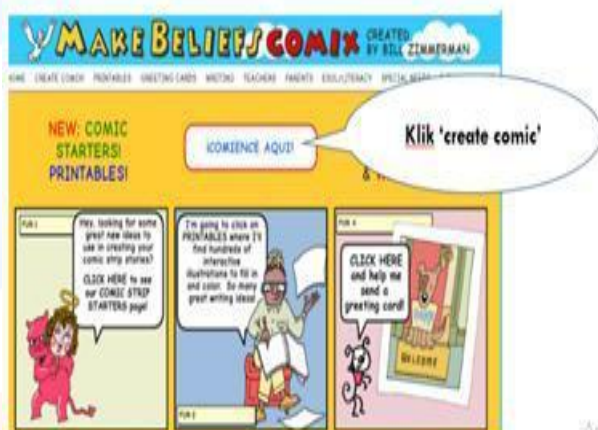 MAKE BELIEFS COMIX CREATED
BY BILL ZIMMERMAN
HOME CREATE COMIX PRINTABLES GREETING CARDS WRITING TEACHERS PARENTS ESOL/LITERACY SPECIAL NEEDS
NEW: COMIC
STARTERS!
PRINTABLES!
¡COMIENCE AQUI!
Klik ‘create comic’
&
FUN 1
Hey, looking for some
great new ideas to
use in creating your
comic strip stories?
CLICK HERE to see
our COMIC STRIP
STARTERS page!
I'm going to click on
PRINTABLES where I'll
find hundreds of
interactive
illustrations to fill in
and color. So many
great writing ideas!
FUN 2
CLICK HERE
and help me
send a
greeting card!
WELCOME